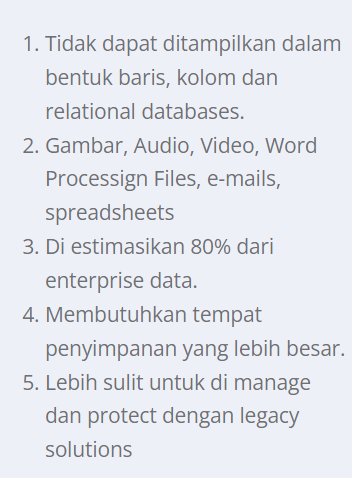 1. Tidak dapat ditampilkan dalam
bentuk baris, kolom dan
relational databases.
2. Gambar, Audio, Video, Word
Processign Files, e-mails,
spreadsheets
3. Di estimasikan 80% dari
enterprise data.
4. Membutuhkan tempat
penyimpanan yang lebih besar.
5. Lebih sulit untuk di manage
dan protect dengan legacy
solutions